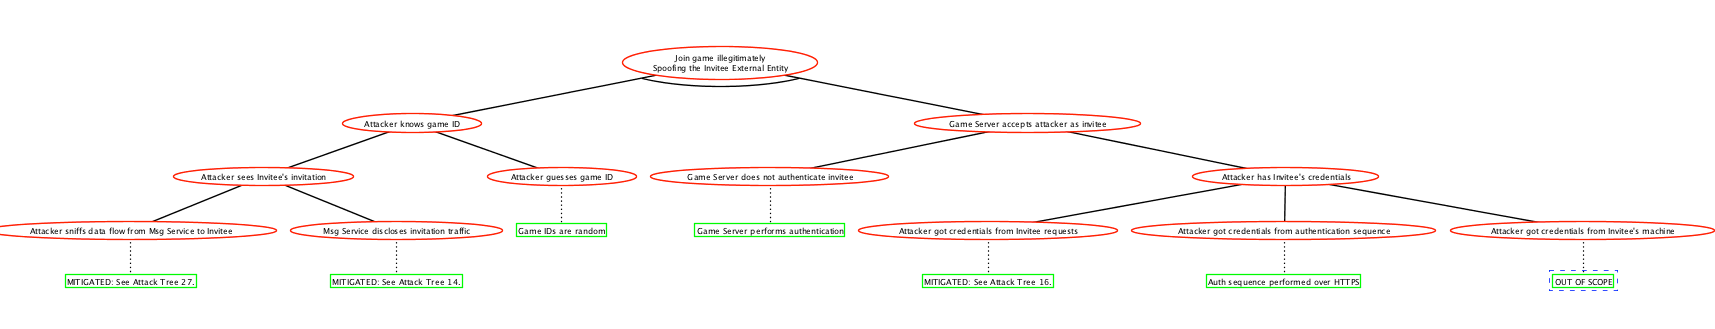 Join game illegitimately
Spoofing the Invitee External Entity
Attacker knows game ID
Game Server accepts attacker as invitee
Attacker sees Invitee's invitation
Attacker guesses game ID
Game Server does not authenticate invitee
Attacker has Invitee's credentials
Attacker sniffs data flow from Msg Service to Invitee
Msg Service discloses invitation traffic
Game IDs are random
Game Server performs authentication
Attacker got credentials from Invitee requests
Attacker got credentials from authentication sequence
Attacker got credentials from Invitee's machine
MITIGATED: See Attack Tree 27.
MITIGATED: See Attack Tree 14.
MITIGATED: See Attack Tree 16.
Auth sequence performed over HTTPS
OUT OF SCOPE